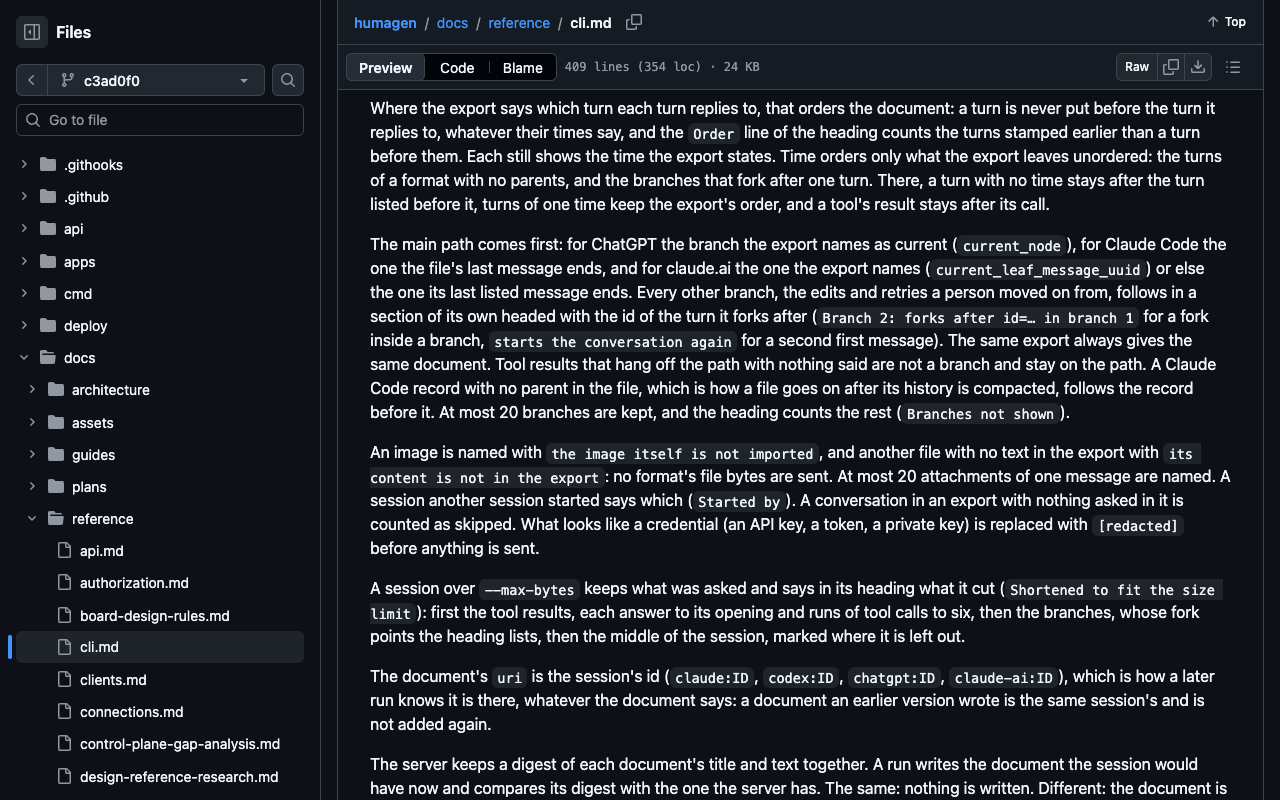 Files
c3ad0f0
Go to file
.githooks
.github
api
apps
cmd
deploy
docs
architecture
assets
guides
plans
reference
api.md
authorization.md
board-design-rules.md
cli.md
clients.md
connections.md
control-plane-gap-analysis.md
design-reference-research.md
humagen / docs / reference / cli.md
Top
Preview Code Blame 409 lines (354 loc) · 24 KB
Raw
Where the export says which turn each turn replies to, that orders the document: a turn is never put before the turn it
replies to, whatever their times say, and the Order line of the heading counts the turns stamped earlier than a turn
before them. Each still shows the time the export states. Time orders only what the export leaves unordered: the turns
of a format with no parents, and the branches that fork after one turn. There, a turn with no time stays after the turn
listed before it, turns of one time keep the export's order, and a tool's result stays after its call.
The main path comes first: for ChatGPT the branch the export names as current ( current_node ), for Claude Code the
one the file's last message ends, and for claude.ai the one the export names ( current_leaf_message_uuid ) or else
the one its last listed message ends. Every other branch, the edits and retries a person moved on from, follows in a
section of its own headed with the id of the turn it forks after ( Branch 2: forks after id=… in branch 1 for a fork
inside a branch, starts the conversation again for a second first message). The same export always gives the
same document. Tool results that hang off the path with nothing said are not a branch and stay on the path. A Claude
Code record with no parent in the file, which is how a file goes on after its history is compacted, follows the record
before it. At most 20 branches are kept, and the heading counts the rest ( Branches not shown ).
An image is named with the image itself is not imported , and another file with no text in the export with its
content is not in the export : no format's file bytes are sent. At most 20 attachments of one message are named. A
session another session started says which ( Started by ). A conversation in an export with nothing asked in it is
counted as skipped. What looks like a credential (an API key, a token, a private key) is replaced with [redacted]
before anything is sent.
A session over --max-bytes keeps what was asked and says in its heading what it cut ( Shortened to fit the size
limit ): first the tool results, each answer to its opening and runs of tool calls to six, then the branches, whose fork
points the heading lists, then the middle of the session, marked where it is left out.
The document's uri is the session's id ( claude:ID , codex:ID , chatgpt:ID , claude-ai:ID ), which is how a later
run knows it is there, whatever the document says: a document an earlier version wrote is the same session's and is
not added again.
The server keeps a digest of each document's title and text together. A run writes the document the session would
have now and compares its digest with the one the server has. The same: nothing is written. Different: the document is